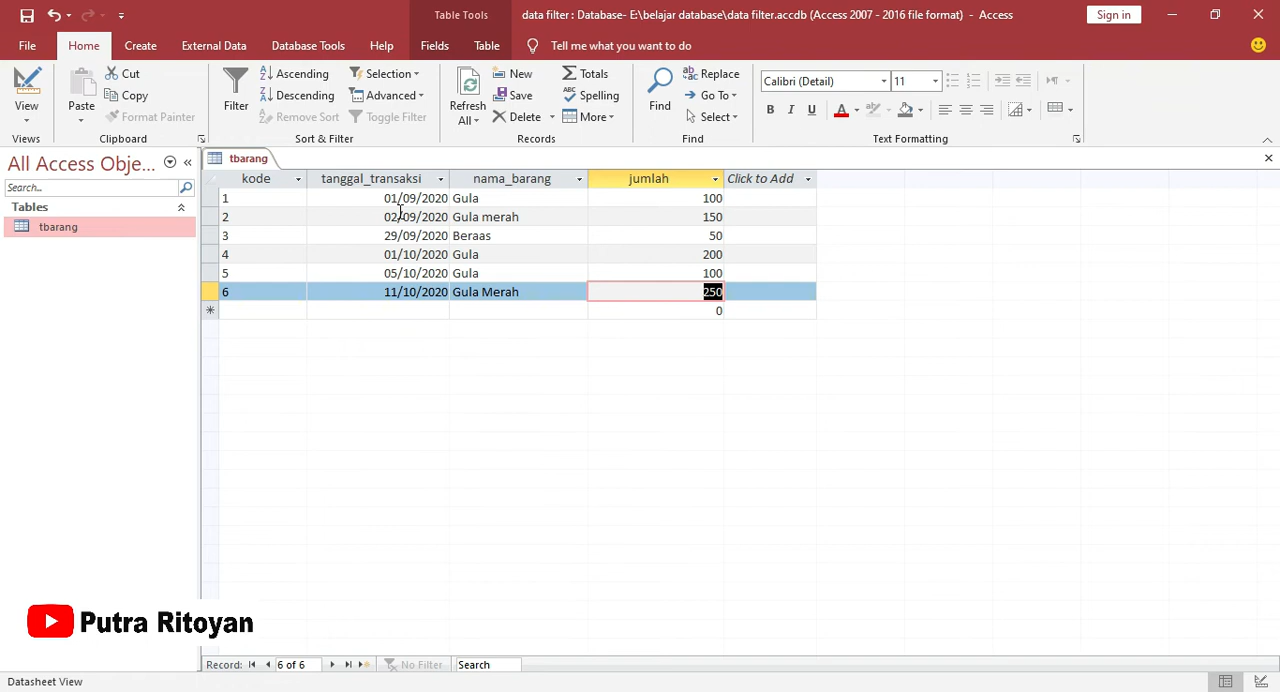 Table Tools
data filter : Database- E:\belajar database\data filter.accdb (Access 2007 - 2016 file format) - Access
Sign in
File Home Create External Data Database Tools Help Fields Table Tell me what you want to do
View
Views
Paste
Cut
Copy
Format Painter
Clipboard
Filter
Ascending
Descending
Remove Sort
Selection
Advanced
Toggle Filter
Sort & Filter
Refresh
All
New
Save
Delete
Totals
Spelling
More
Records
Find
Replace
Go To
Select
Find
Calibri (Detail) 11
B I U A
Text Formatting
All Access Obje...
Search...
Tables
tbarang
tbarang
kode tanggal_transaksi nama_barang jumlah Click to Add
1 01/09/2020 Gula 100
2 02/09/2020 Gula merah 150
3 29/09/2020 Beraas 50
4 01/10/2020 Gula 200
5 05/10/2020 Gula 100
6 11/10/2020 Gula Merah 250
0
Putra Ritoyan
Record: 6 of 6 No Filter Search
Datasheet View